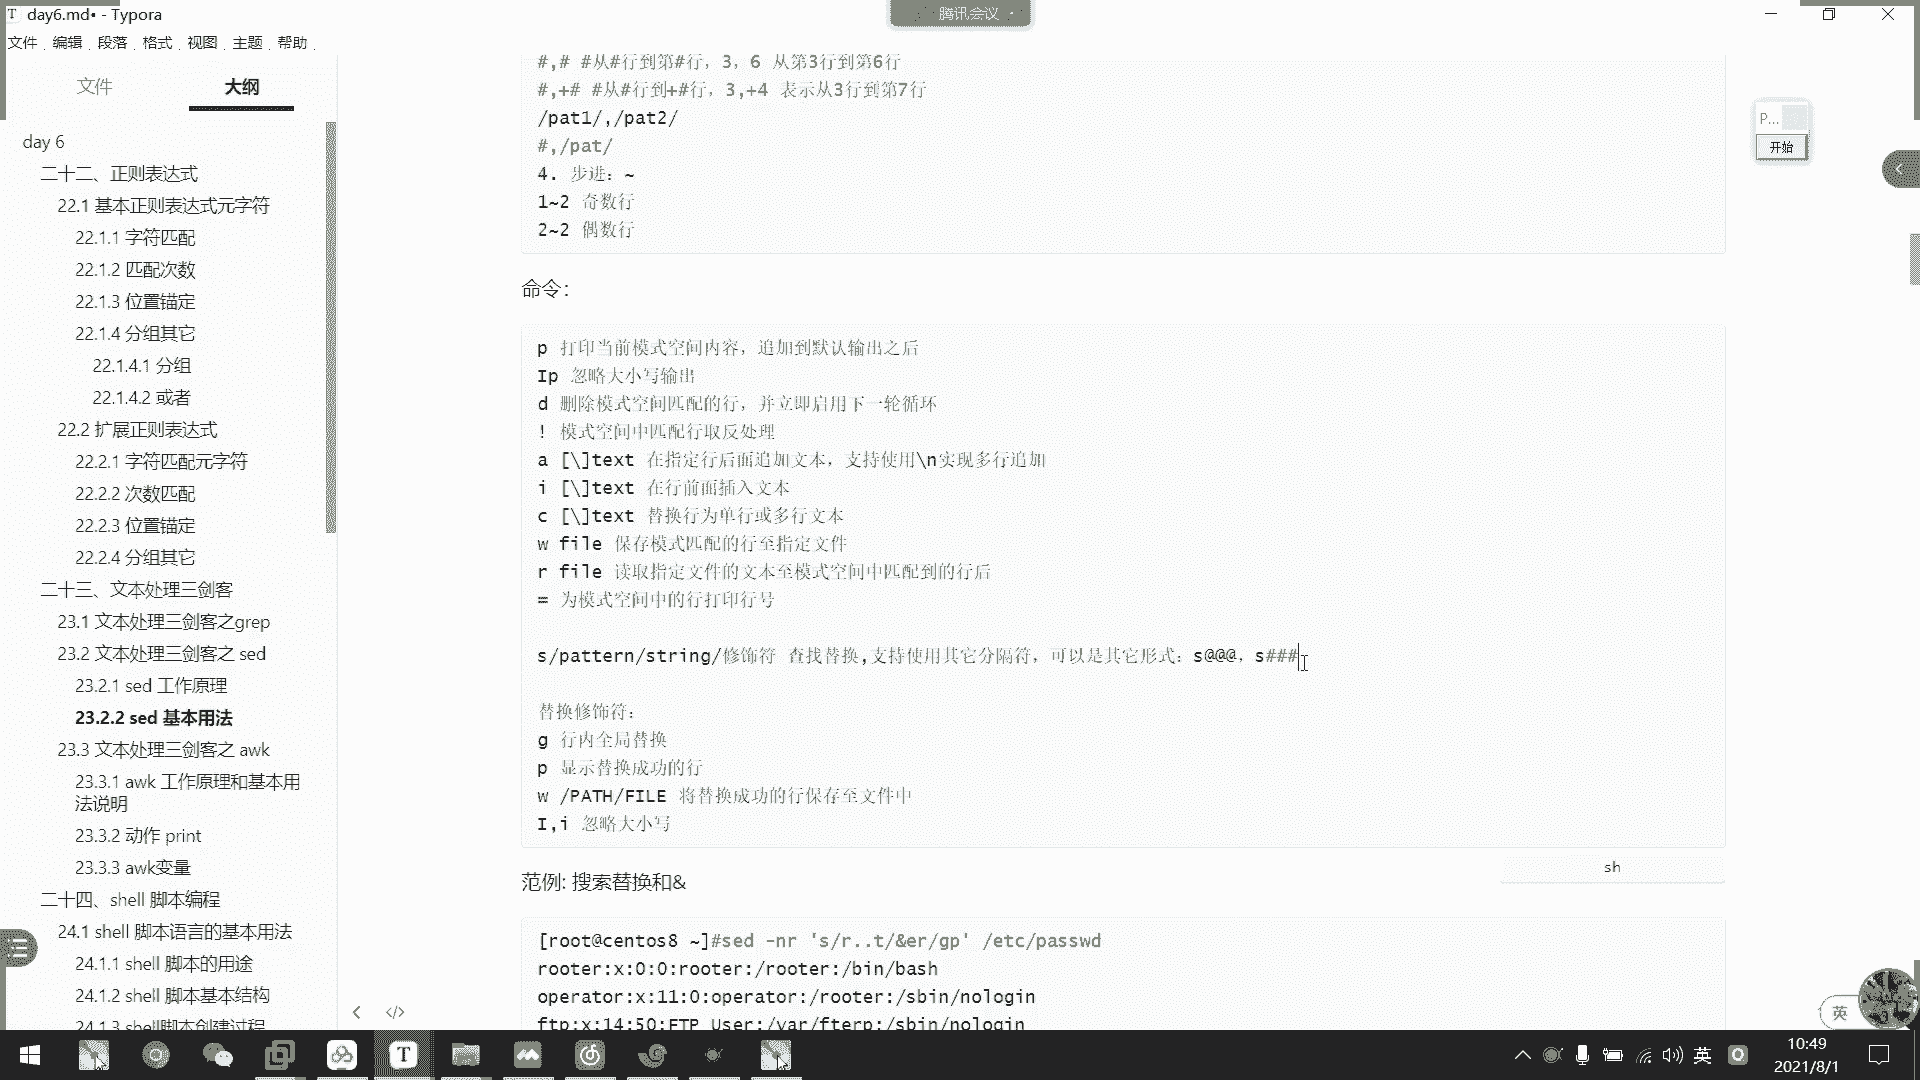 T day6.md• - Typora
腾讯会议
文件 编辑 段落 格式 视图 主题 帮助
文件
大纲
day 6
二十二、正则表达式
22.1 基本正则表达式元字符
22.1.1 字符匹配
22.1.2 匹配次数
22.1.3 位置锚定
22.1.4 分组其它
22.1.4.1 分组
22.1.4.2 或者
22.2 扩展正则表达式
22.2.1 字符匹配元字符
22.2.2 次数匹配
22.2.3 位置锚定
22.2.4 分组其它
二十三、文本处理三剑客
23.1 文本处理三剑客之grep
23.2 文本处理三剑客之 sed
23.2.1 sed 工作原理
23.2.2 sed 基本用法
23.3 文本处理三剑客之 awk
23.3.1 awk 工作原理和基本用
法说明
23.3.2 动作 print
23.3.3 awk变量
二十四、shell 脚本编程
24.1 shell 脚本语言的基本用法
24.1.1 shell 脚本的用途
24.1.2 shell 脚本基本结构
24.1.3 shell脚本创建过程
#,# #从#行到第#行，3，6 从第3行到第6行
#,+# #从#行到+#行，3,+4 表示从3行到第7行
/pat1/,/pat2/
#,/pat/
4. 步进：~
1~2 奇数行
2~2 偶数行
命令：
p 打印当前模式空间内容，追加到默认输出之后
Ip 忽略大小写输出
d 删除模式空间匹配的行，并立即启用下一轮循环
! 模式空间中匹配行取反处理
a [\]text 在指定行后面追加文本，支持使用\n实现多行追加
i [\]text 在行前面插入文本
c [\]text 替换行为单行或多行文本
w file 保存模式匹配的行至指定文件
r file 读取指定文件的文本至模式空间中匹配到的行后
= 为模式空间中的行打印行号
s/pattern/string/修饰符 查找替换,支持使用其它分隔符，可以是其它形式：s@@@，s###
替换修饰符：
g 行内全局替换
p 显示替换成功的行
w /PATH/FILE 将替换成功的行保存至文件中
I,i 忽略大小写
sh
范例: 搜索替换和&
[root@centos8 ~]#sed -nr 's/r..t/&er/gp' /etc/passwd
rooter:x:0:0:rooter:/rooter:/bin/bash
operator:x:11:0:operator:/rooter:/sbin/nologin
ftp:x:14:50:FTP User:/var/fterp:/sbin/nologin
P...
开始
英
T
英
10:49
2021/8/1